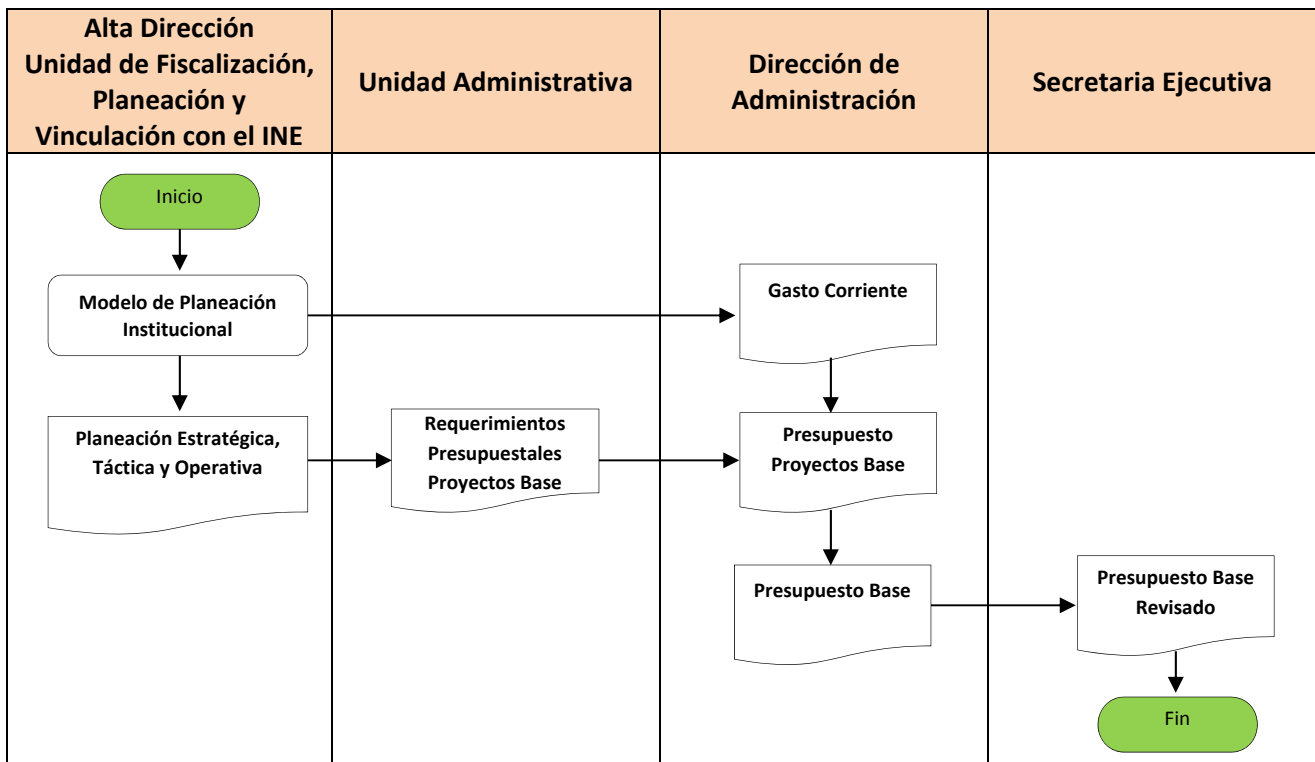 Alta Dirección
Unidad de Fiscalización,
Planeación y
Vinculación con el INE
Unidad Administrativa
Dirección de
Administración
Secretaria Ejecutiva
Inicio
Modelo de Planeación
Institucional
Gasto Corriente
Planeación Estratégica,
Táctica y Operativa
Requerimientos
Presupuestales
Proyectos Base
Presupuesto
Proyectos Base
Presupuesto Base
Presupuesto Base
Revisado
Fin